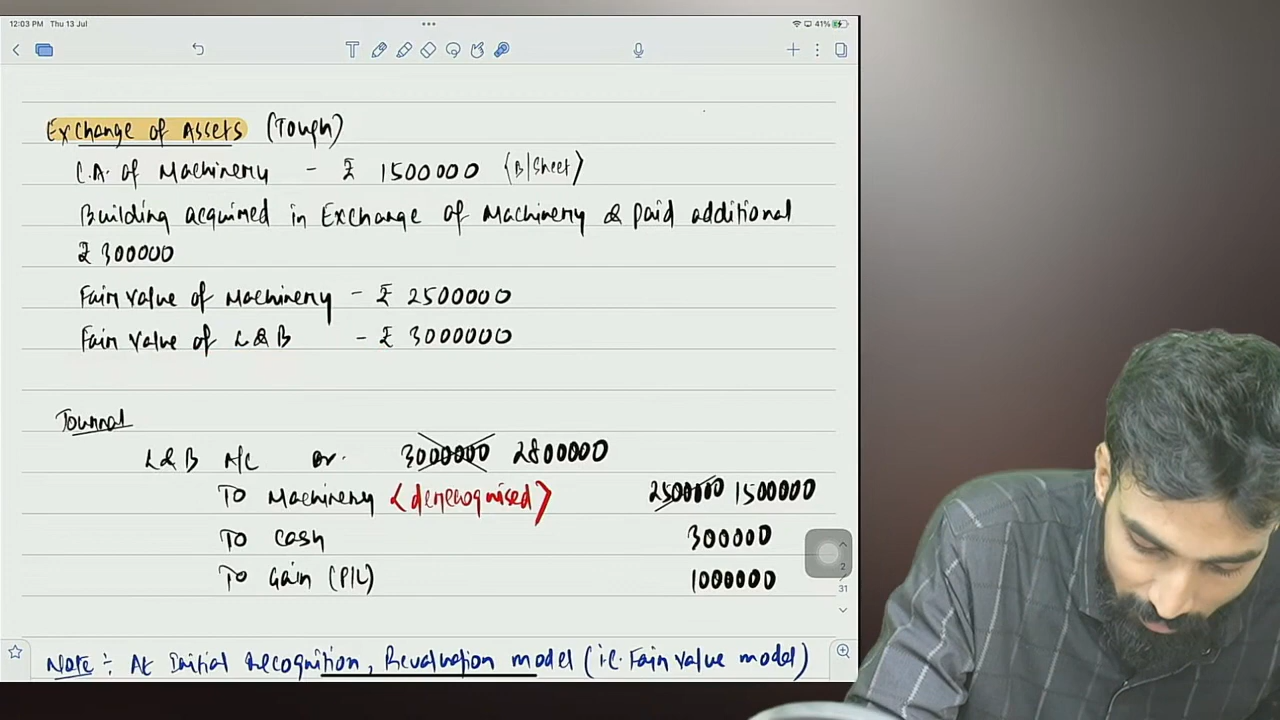 12:03 PM Thu 13 Jul
41%
Exchange of Assets (Tough)
C.A. of Machinery - ₹ 1500000 (B/Sheet)
Building acquired in Exchange of Machinery & paid additional
₹ 300000
Fair value of Machinery - ₹ 2500000
Fair value of L&B - ₹ 3000000
Journal
L&B A/c Dr. 3000000 2800000
To Machinery (derecognised) 2500000 1500000
To Cash 300000
To Gain (P/L) 1000000
2
31
Note :- At Initial recognition, Revaluation model (i.e. Fair value model)